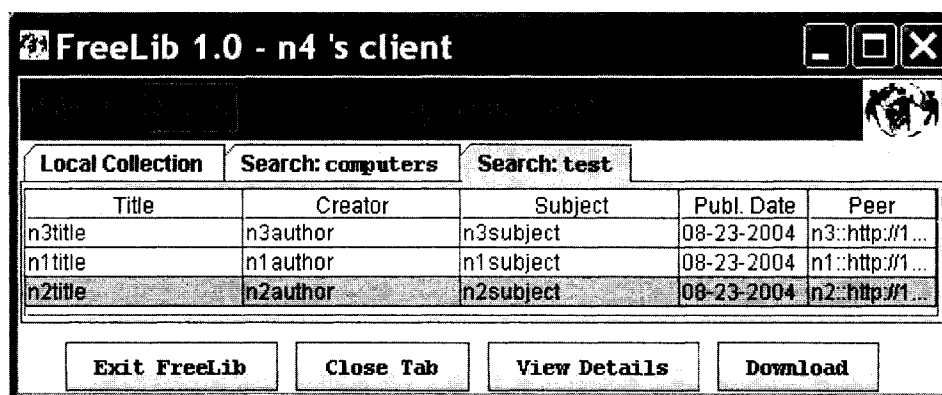 FreeLib 1.0 - n4 's client
Local Collection Search: computers Search: test
Title Creator Subject Publ. Date Peer
n3title n3author n3subject 08-23-2004 n3::http://1...
n1title n1author n1subject 08-23-2004 n1::http://1...
n2title n2author n2subject 08-23-2004 n2::http://1...
Exit FreeLib Close Tab View Details Download